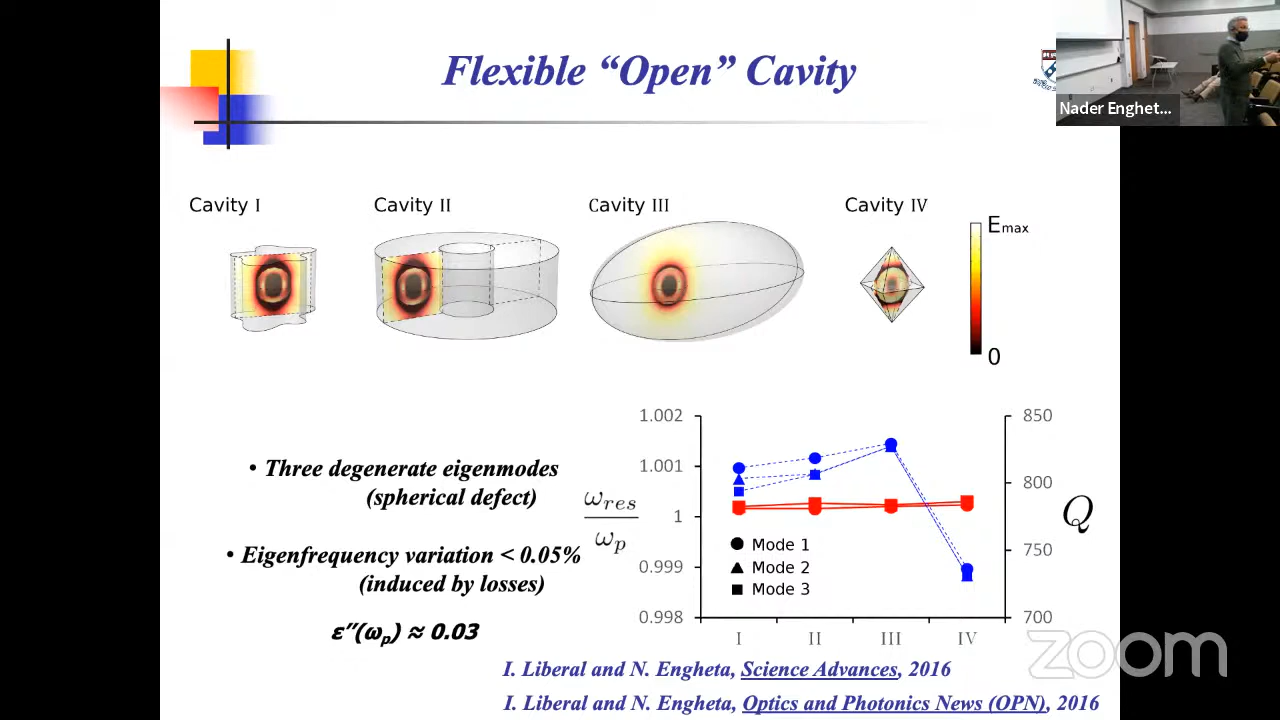 Flexible “Open” Cavity
Nader Enghet...
Cavity I
Cavity II
Cavity III
Cavity IV
Emax
0
• Three degenerate eigenmodes
(spherical defect)
• Eigenfrequency variation < 0.05%
(induced by losses)
ε″(ωp) ≈ 0.03
ωres
ωp
1.002
1.001
1
0.999
0.998
850
800
750
700
Q
Mode 1
Mode 2
Mode 3
I II III IV
zoom
I. Liberal and N. Engheta, Science Advances, 2016
I. Liberal and N. Engheta, Optics and Photonics News (OPN), 2016